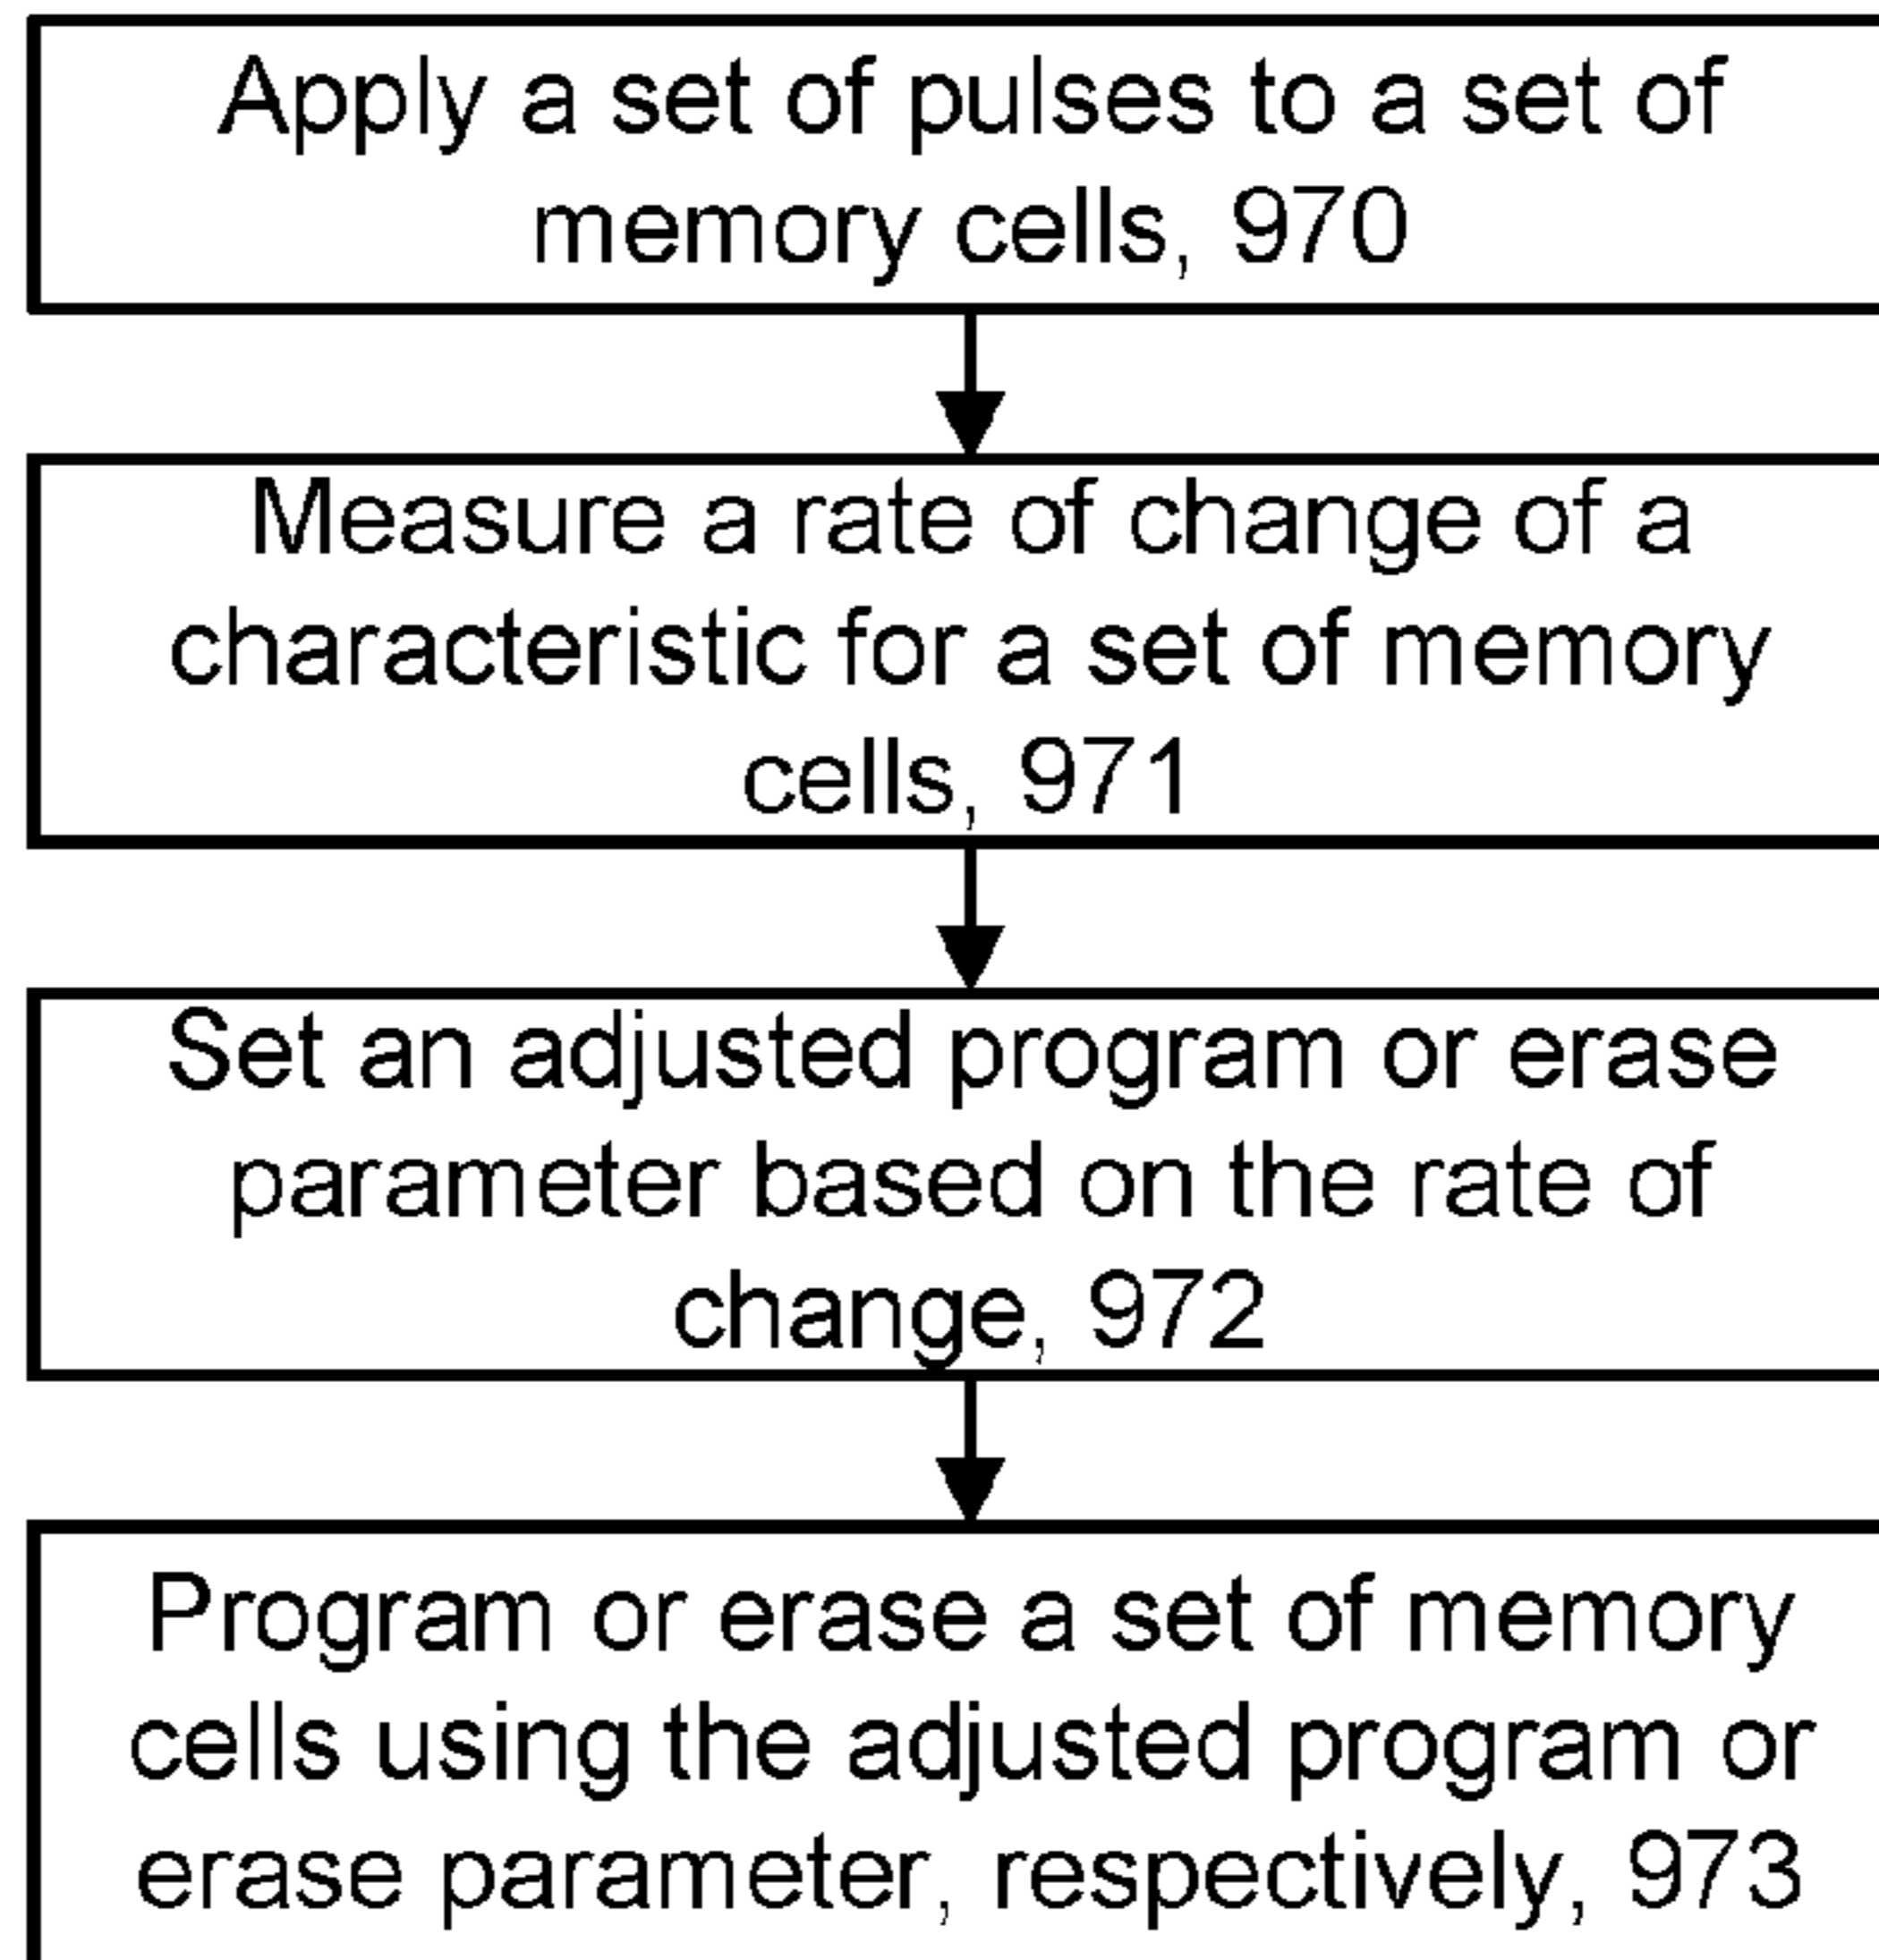 Apply a set of pulses to a set of
memory cells, 970
Measure a rate of change of a
characteristic for a set of memory
cells, 971
Set an adjusted program or erase
parameter based on the rate of
change, 972
Program or erase a set of memory
cells using the adjusted program or
erase parameter, respectively, 973